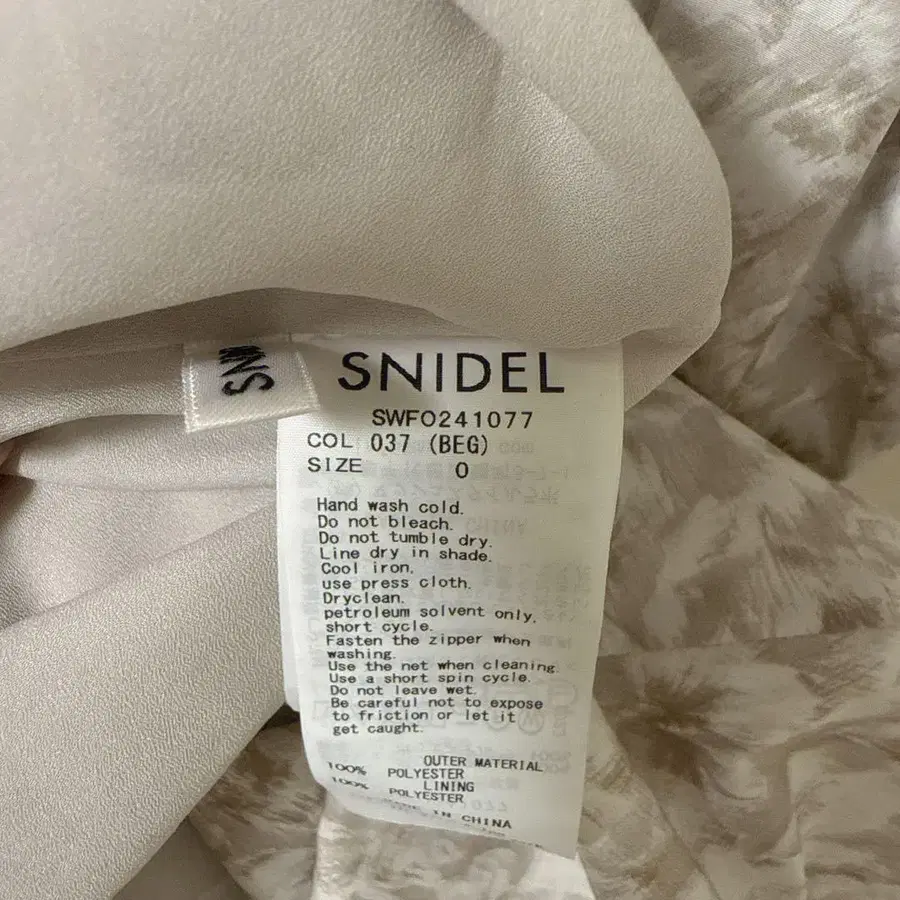 SNIDEL
SWFO241077
COL 037 (BEG)
SIZE 0
Hand wash cold.
Do not bleach.
Do not tumble dry.
Line dry in shade.
Cool iron.
use press cloth.
Dryclean.
petroleum solvent only,
short cycle.
Fasten the zipper when
washing.
Use the net when cleaning
Use a short spin cycle.
Do not leave wet.
Be careful not to expose
to friction or let it
get caught.
OUTER MATERIAL
100% POLYESTER
LINING
100% POLYESTER
IN CHINA